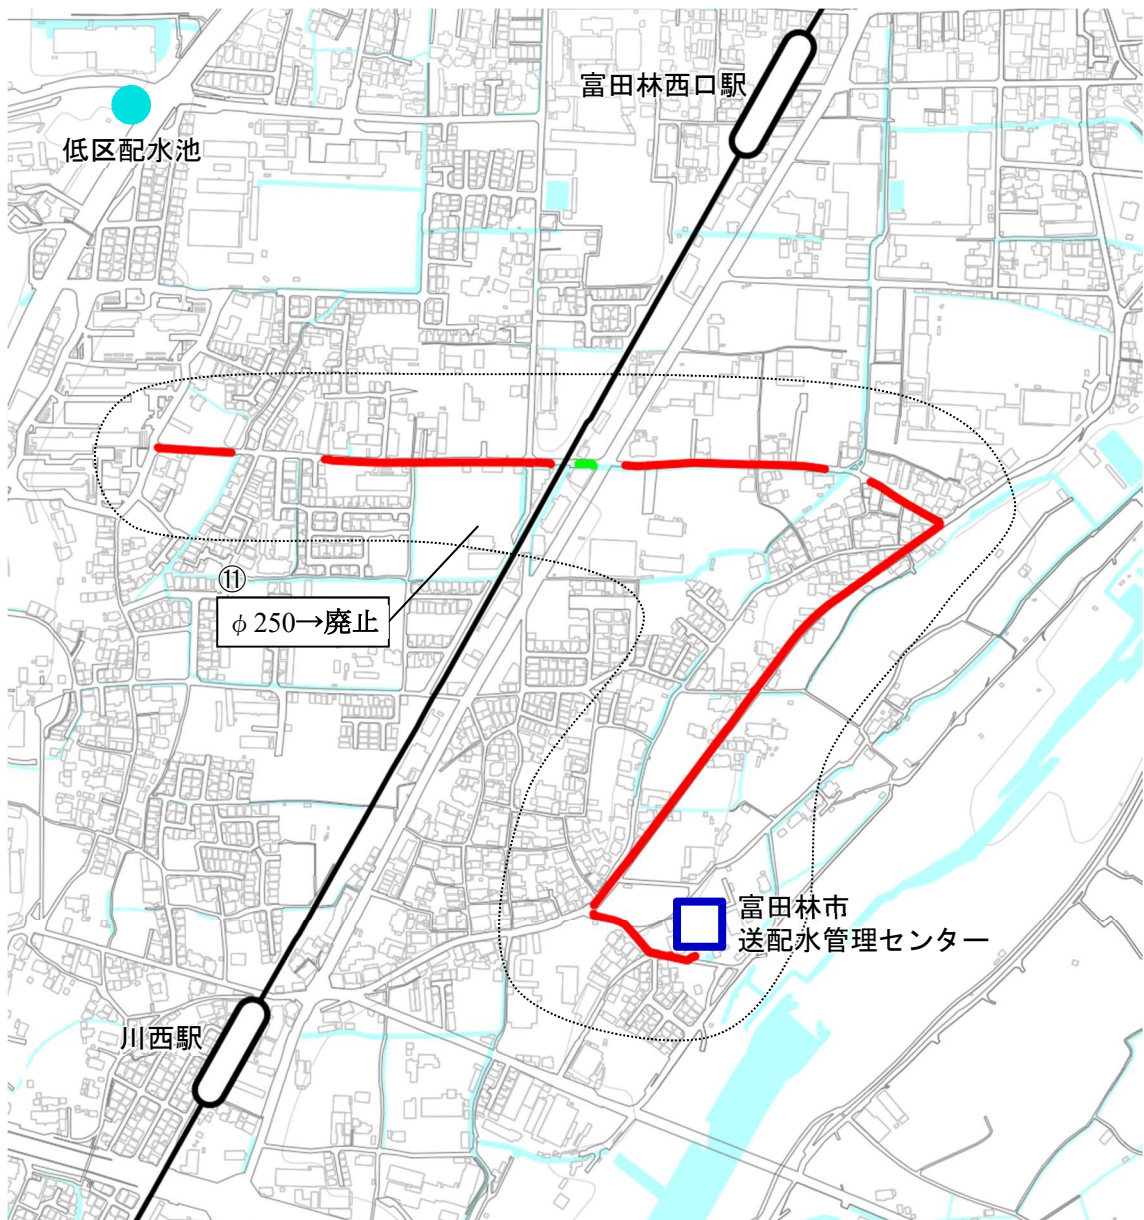 富田林西口駅
低区配水池
⑪
φ250→廃止
富田林市
送配水管理センター
川西駅